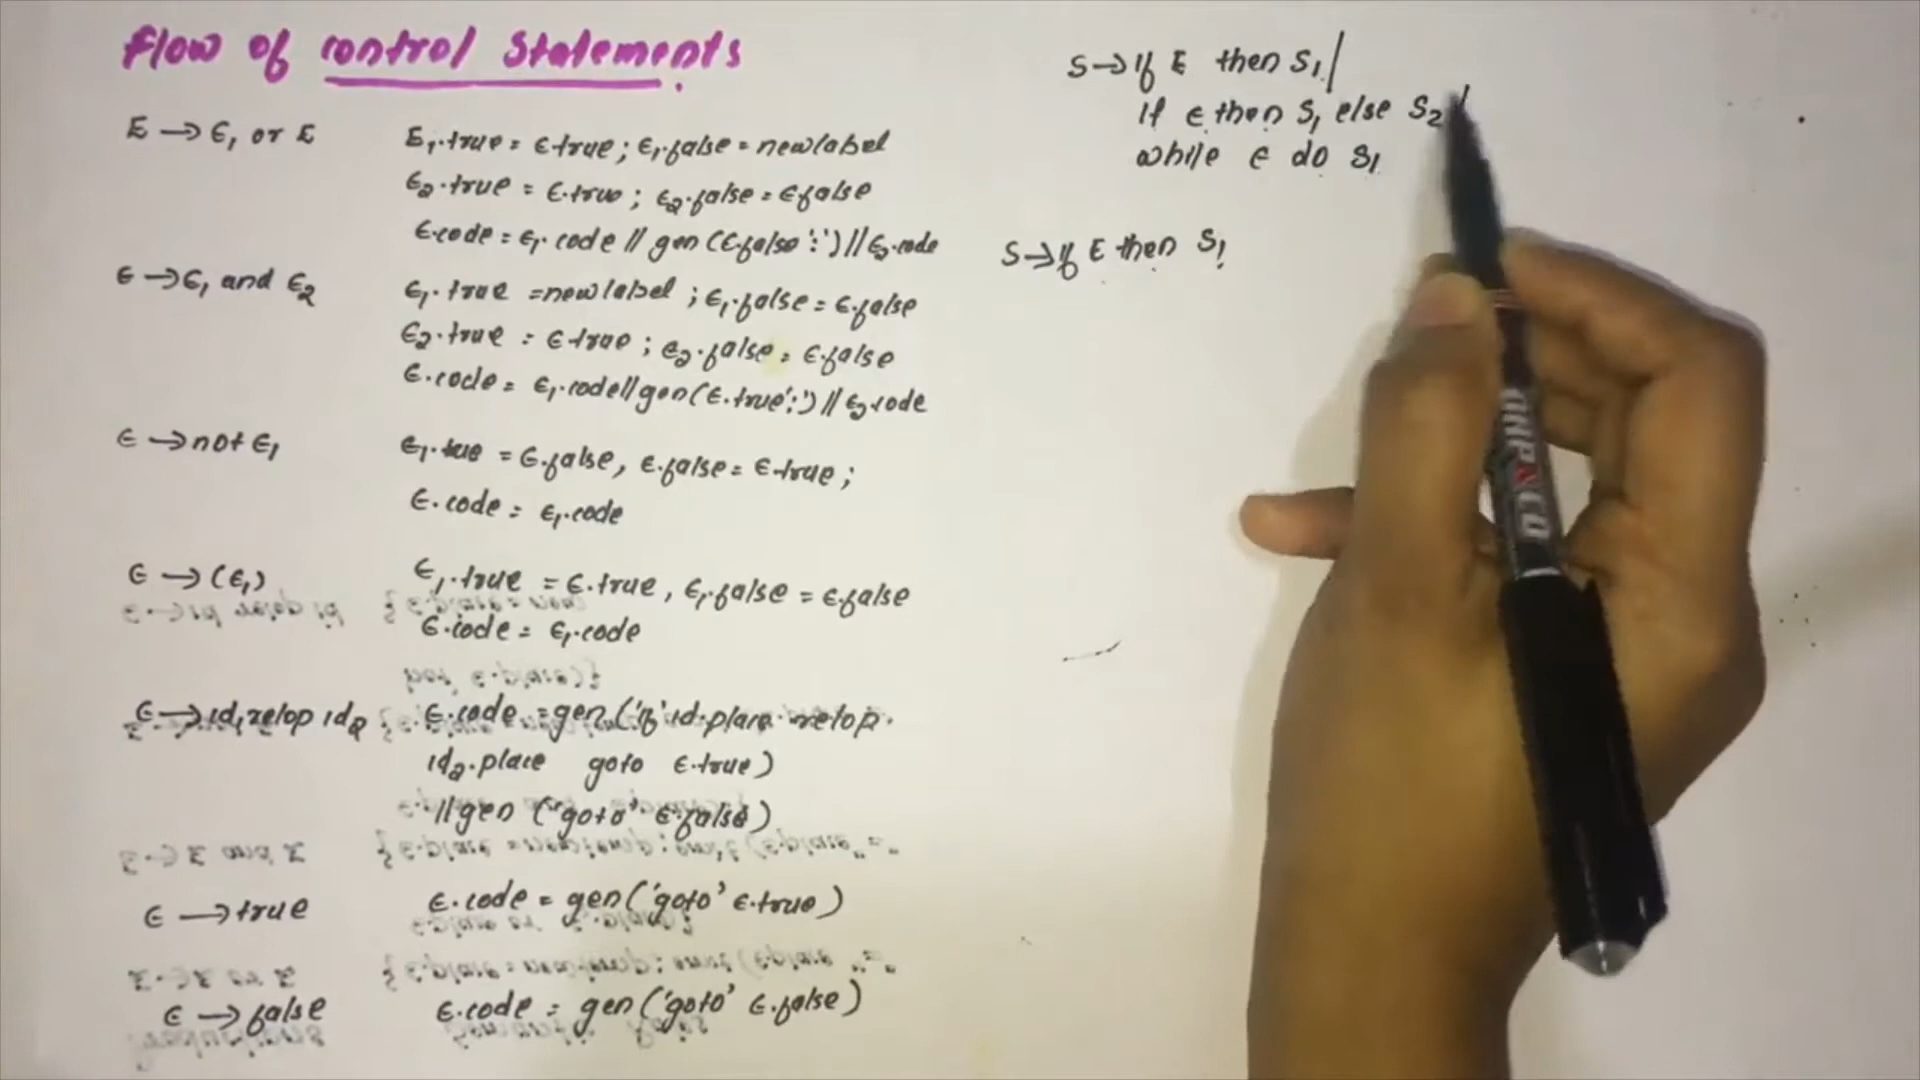 Flow of control Statements
E → E1 or E E1.true = E.true; E1.false = newlabel
E2.true = E.true; E2.false = E.false
E.code = E1.code // gen (E.false ':') // E2.code
E → E1 and E2 E1.true = newlabel; E1.false = E.false
E2.true = E.true; E2.false = E.false
E.code = E1.code // gen (E.true ':') // E2.code
E → not E1 E1.true = E.false, E.false = E.true;
E.code = E1.code
E → (E1) E1.true = E.true, E1.false = E.false
E.code = E1.code
E → id1 relop id2 E.code = gen ('if' id.place relop.
id2.place goto E.true)
// gen ('goto' E.false)
E → true E.code = gen ('goto' E.true)
E → false E.code = gen ('goto' E.false)
S → if E then S1 /
If E then S1 else S2 /
while E do S1
S → if E then S1
UNPACO